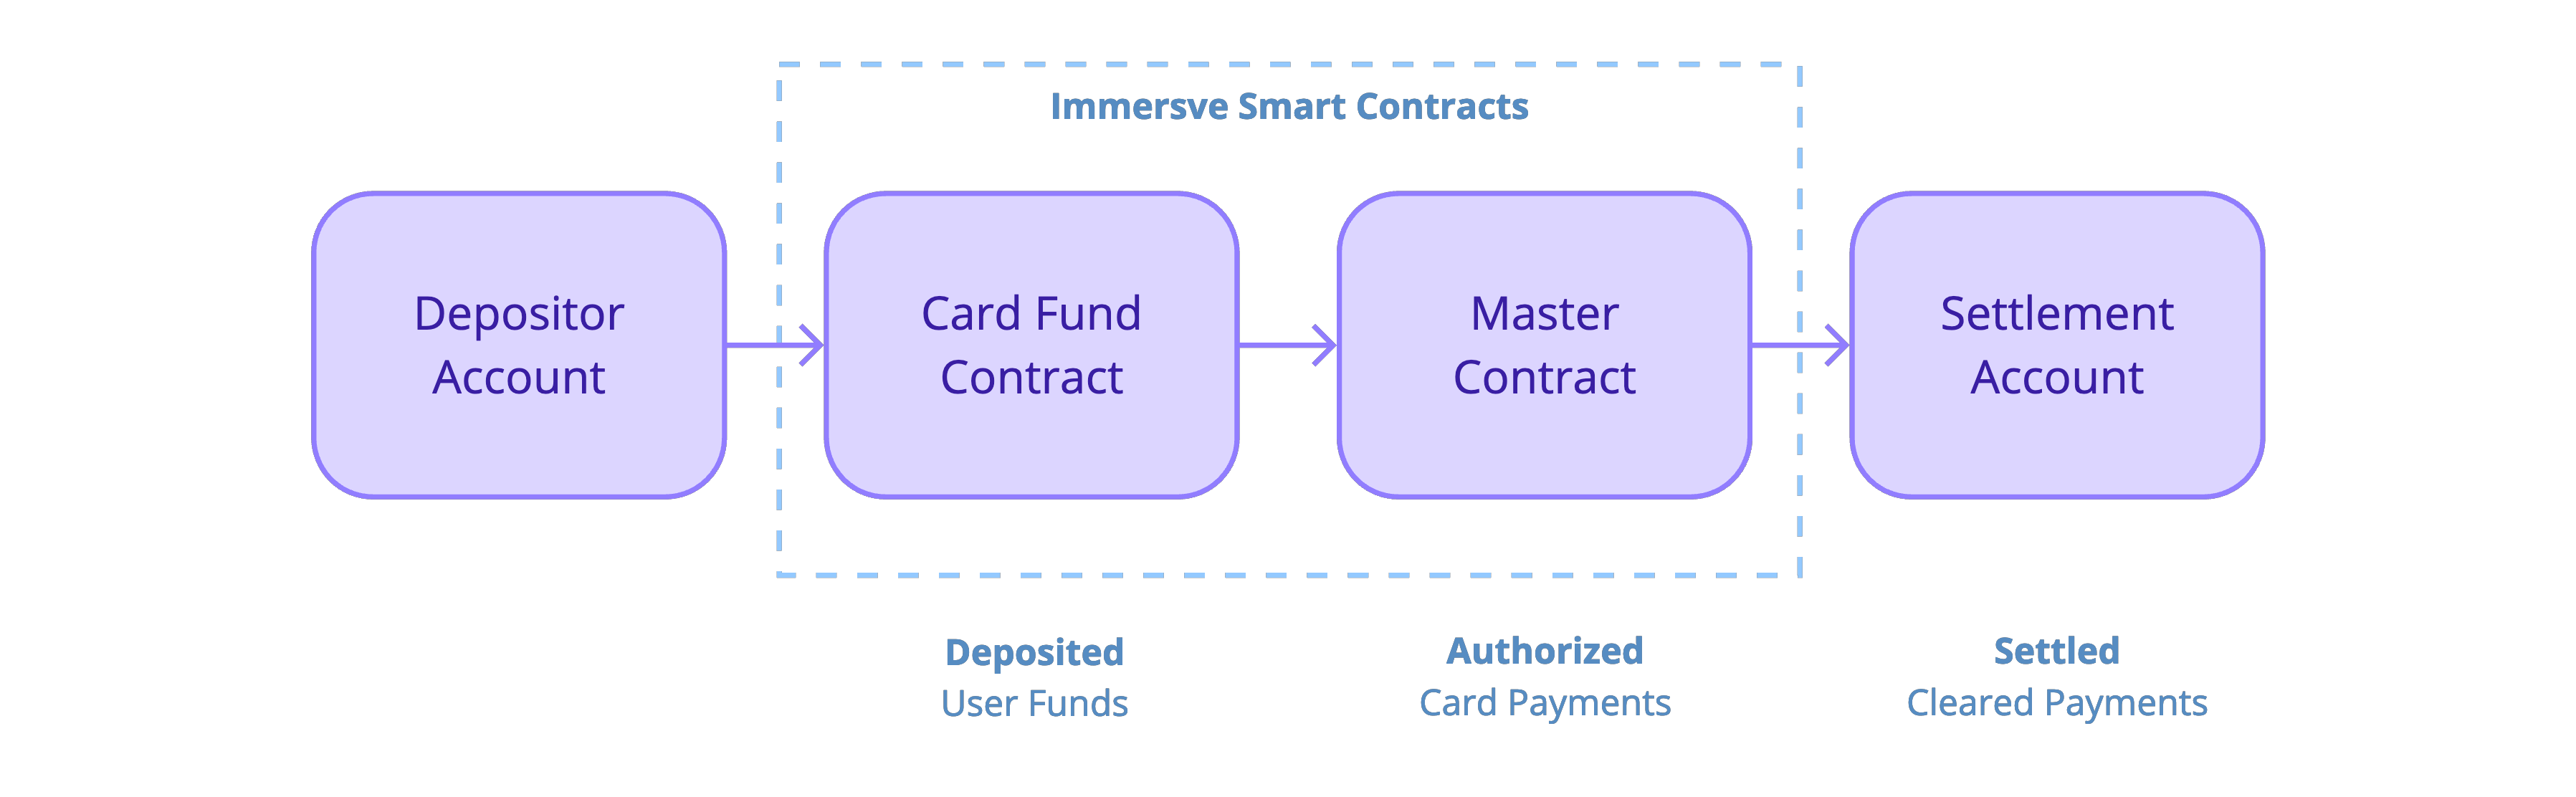 Immersve Smart Contracts
Depositor
Account
Card Fund
Contract
Master
Contract
Settlement
Account
Deposited
User Funds
Authorized
Card Payments
Settled
Cleared Payments